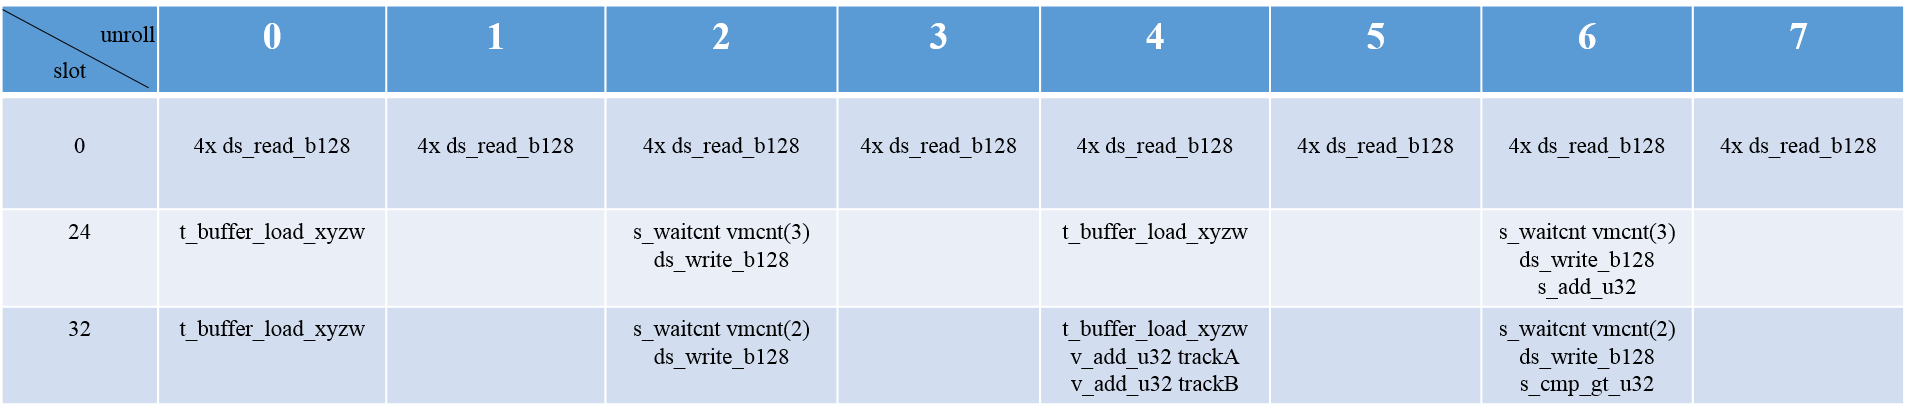 unroll
slot
0 1 2 3 4 5 6 7
0
4x ds_read_b128 4x ds_read_b128 4x ds_read_b128 4x ds_read_b128 4x ds_read_b128 4x ds_read_b128 4x ds_read_b128 4x ds_read_b128
24
t_buffer_load_xyzw
s_waitcnt vmcnt(3)
ds_write_b128
t_buffer_load_xyzw
s_waitcnt vmcnt(3)
ds_write_b128
s_add_u32
32
t_buffer_load_xyzw
s_waitcnt vmcnt(2)
ds_write_b128
t_buffer_load_xyzw
v_add_u32 trackA
v_add_u32 trackB
s_waitcnt vmcnt(2)
ds_write_b128
s_cmp_gt_u32